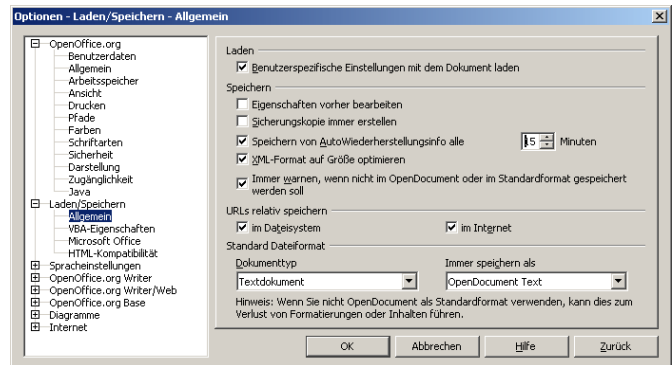 Optionen - Laden/Speichern - Allgemein
OpenOffice.org
Benutzerdaten
Allgemein
Arbeitsspeicher
Ansicht
Drucken
Pfade
Farben
Schriftarten
Sicherheit
Darstellung
Zugänglichkeit
Java
Laden/Speichern
Allgemein
VBA-Eigenschaften
Microsoft Office
HTML-Kompatibilität
Spracheinstellungen
OpenOffice.org Writer
OpenOffice.org Writer/Web
OpenOffice.org Base
Diagramme
Internet
Laden
Benutzerspezifische Einstellungen mit dem Dokument laden
Speichern
Eigenschaften vorher bearbeiten
Sicherungskopie immer erstellen
Speichern von AutoWiederherstellungsinfo alle 15 Minuten
XML-Format auf Größe optimieren
Immer warnen, wenn nicht im OpenDocument oder im Standardformat gespeichert
werden soll
URLs relativ speichern
im Dateisystem im Internet
Standard Dateiformat
Dokumenttyp Immer speichern als
Textdokument OpenDocument Text
Hinweis: Wenn Sie nicht OpenDocument als Standardformat verwenden, kann dies zum
Verlust von Formatierungen oder Inhalten führen.
OK Abbrechen Hilfe Zurück